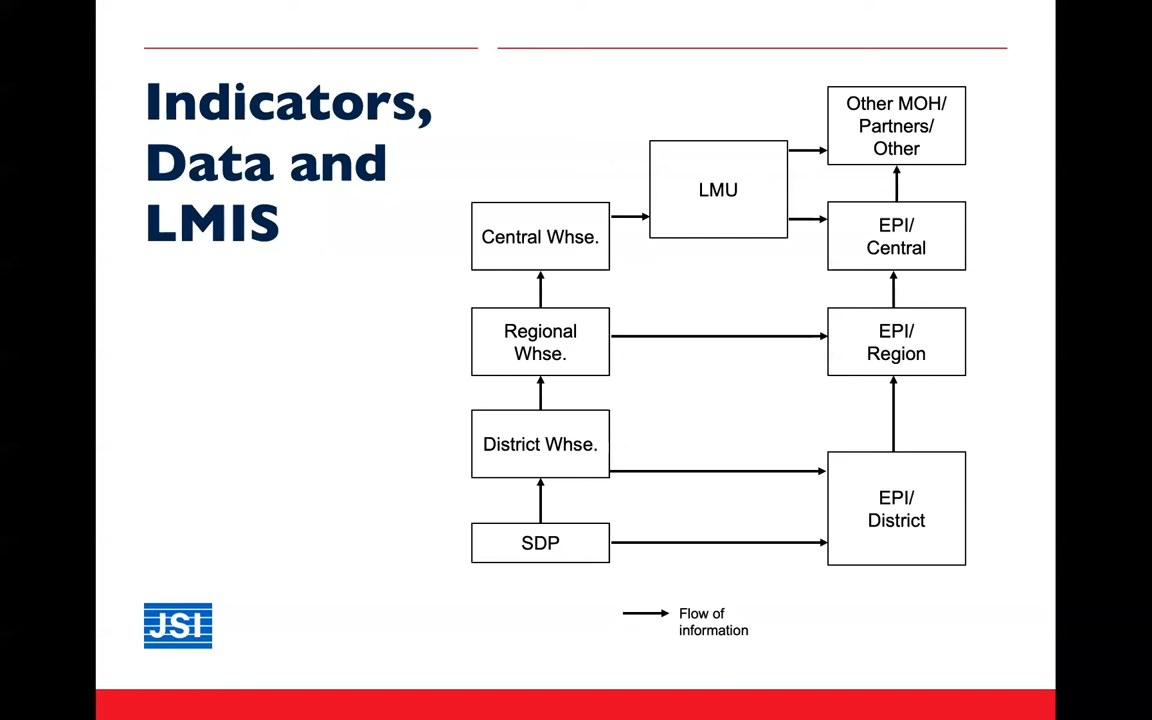 Indicators,
Data and
LMIS
Other MOH/
Partners/
Other
LMU
Central Whse.
EPI/
Central
Regional
Whse.
EPI/
Region
District Whse.
EPI/
District
SDP
Flow of
information
JSI